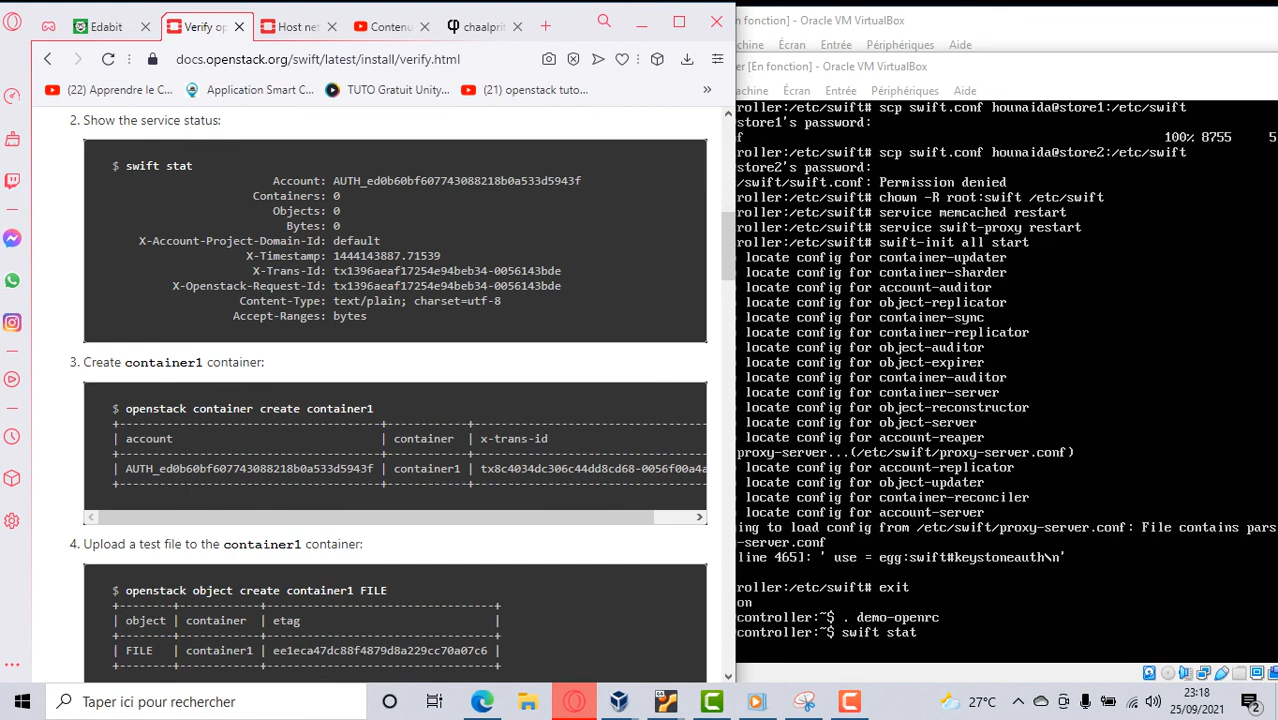 Edabit
Verify op
Host net
Contenu
chaalprit
docs.openstack.org/swift/latest/install/verify.html
(22) Apprendre le C...
Application Smart C...
TUTO Gratuit Unity...
(21) openstack tuto...
»
2. Show the service status:
$ swift stat
Account: AUTH_ed0b60bf607743088218b0a533d5943f
Containers: 0
Objects: 0
Bytes: 0
X-Account-Project-Domain-Id: default
X-Timestamp: 1444143887.71539
X-Trans-Id: tx1396aeaf17254e94beb34-0056143bde
X-Openstack-Request-Id: tx1396aeaf17254e94beb34-0056143bde
Content-Type: text/plain; charset=utf-8
Accept-Ranges: bytes
3. Create container1 container:
$ openstack container create container1
+---------------------------------------+------------+------------------------------------
| account | container | x-trans-id
+---------------------------------------+------------+------------------------------------
| AUTH_ed0b60bf607743088218b0a533d5943f | container1 | tx8c4034dc306c44dd8cd68-0056f00a4a
+---------------------------------------+------------+------------------------------------
4. Upload a test file to the container1 container:
$ openstack object create container1 FILE
+--------+------------+----------------------------------+
| object | container | etag |
+--------+------------+----------------------------------+
| FILE | container1 | ee1eca47dc88f4879d8a229cc70a07c6 |
+--------+------------+----------------------------------+
en fonction] - Oracle VM VirtualBox
chine Écran Entrée Périphériques Aide
er [En fonction] - Oracle VM VirtualBox
Écran Entrée Périphériques Aide
roller:/etc/swift# scp swift.conf hounaida@store1:/etc/swift
store1's password:
f 100% 8755 5
roller:/etc/swift# scp swift.conf hounaida@store2:/etc/swift
store2's password:
/swift/swift.conf: Permission denied
roller:/etc/swift# chown -R root:swift /etc/swift
roller:/etc/swift# service memcached restart
roller:/etc/swift# service swift-proxy restart
roller:/etc/swift# swift-init all start
locate config for container-updater
locate config for container-sharder
locate config for account-auditor
locate config for object-replicator
locate config for container-sync
locate config for container-replicator
locate config for object-auditor
locate config for object-expirer
locate config for container-auditor
locate config for container-server
locate config for object-reconstructor
locate config for object-server
locate config for account-reaper
proxy-server...(/etc/swift/proxy-server.conf)
locate config for account-replicator
locate config for object-updater
locate config for container-reconciler
locate config for account-server
ing to load config from /etc/swift/proxy-server.conf: File contains pars
-server.conf
[line 465]: ' use = egg:swift#keystoneauth\n'
roller:/etc/swift# exit
on
controller:~$ . demo-openrc
controller:~$ swift stat
Taper ici pour rechercher
27°C
23:18
25/09/2021
2